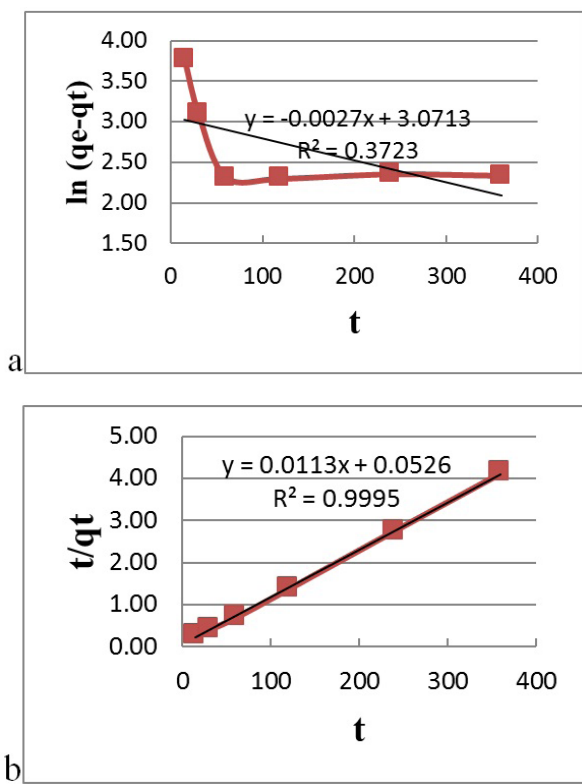 4.00
3.50
3.00
2.50
2.00
1.50
ln (qe-qt)
y = -0.0027x + 3.0713
R² = 0.3723
0 100 200 300 400
t
a
5.00
4.00
3.00
2.00
1.00
0.00
t/qt
y = 0.0113x + 0.0526
R² = 0.9995
0 100 200 300 400
t
b